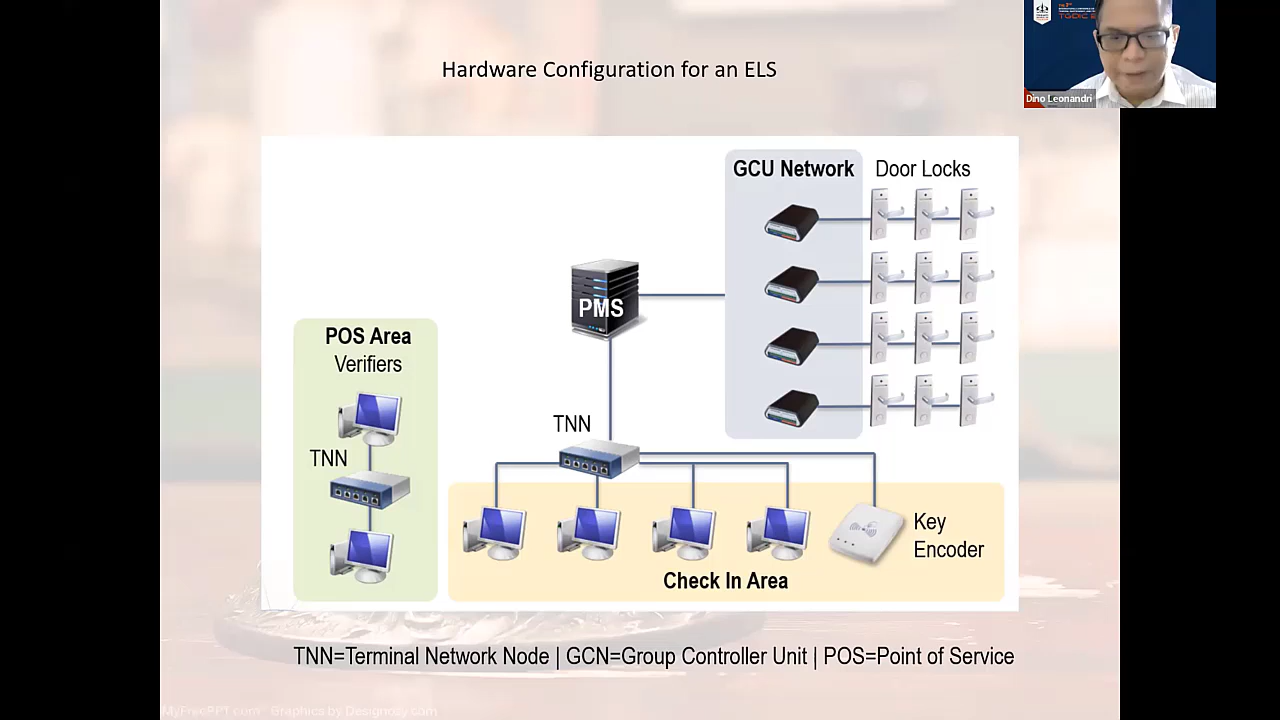 Hardware Configuration for an ELS
Dino Leonandri
GCU Network
Door Locks
PMS
POS Area
Verifiers
TNN
TNN
Key
Encoder
Check In Area
TNN=Terminal Network Node | GCN=Group Controller Unit | POS=Point of Service
MyFreePPT.com
Graphics by